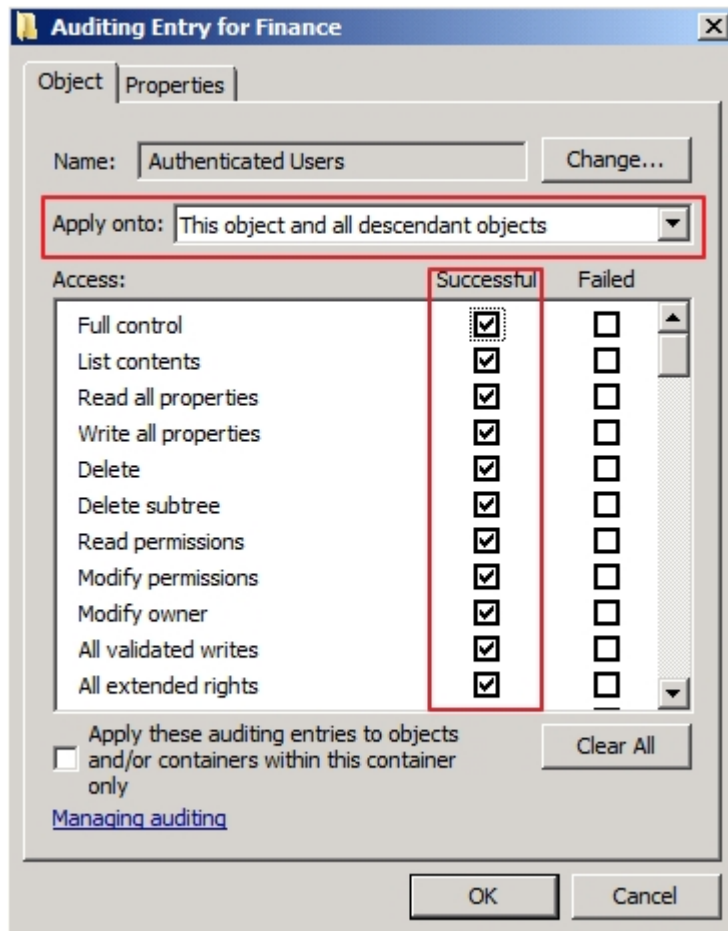 Auditing Entry for Finance
Object
Properties
Name: Authenticated Users
Change...
Apply onto: This object and all descendant objects
Access: Successful Failed
Full control
List contents
Read all properties
Write all properties
Delete
Delete subtree
Read permissions
Modify permissions
Modify owner
All validated writes
All extended rights
Apply these auditing entries to objects
and/or containers within this container
only
Clear All
Managing auditing
OK
Cancel